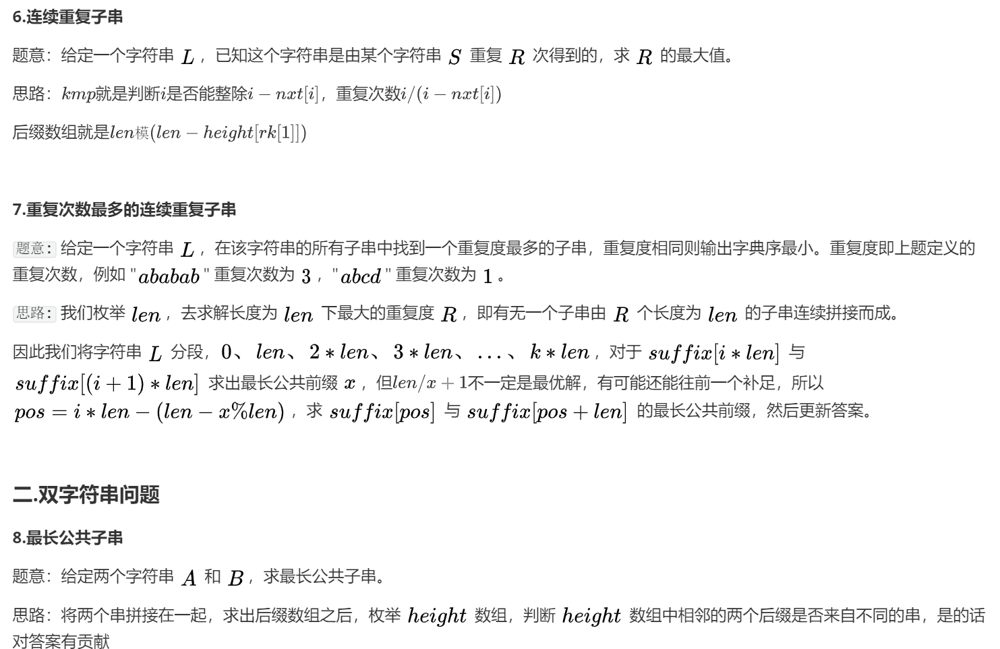 6.连续重复子串
题意：给定一个字符串 L ，已知这个字符串是由某个字符串 S 重复 R 次得到的，求 R 的最大值。
思路：kmp就是判断i是否能整除i − nxt[i]，重复次数i/(i − nxt[i])
后缀数组就是len模(len − height[rk[1]])
7.重复次数最多的连续重复子串
题意：给定一个字符串 L ，在该字符串的所有子串中找到一个重复度最多的子串，重复度相同则输出字典序最小。重复度即上题定义的
重复次数，例如 "ababab" 重复次数为 3 ，"abcd" 重复次数为 1 。
思路：我们枚举 len ，去求解长度为 len 下最大的重复度 R ，即有无一个子串由 R 个长度为 len 的子串连续拼接而成。
因此我们将字符串 L 分段，0、 len、 2 ∗ len、 3 ∗ len、 … 、 k ∗ len ，对于 suffix[i ∗ len] 与
suffix[(i + 1) ∗ len] 求出最长公共前缀 x ，但len/x + 1不一定是最优解，有可能还能往前一个补足，所以
pos = i ∗ len − (len − x%len) ，求 suffix[pos] 与 suffix[pos + len] 的最长公共前缀，然后更新答案。
二.双字符串问题
8.最长公共子串
题意：给定两个字符串 A 和 B ，求最长公共子串。
思路：将两个串拼接在一起，求出后缀数组之后，枚举 height 数组，判断 height 数组中相邻的两个后缀是否来自不同的串，是的话
对答案有贡献